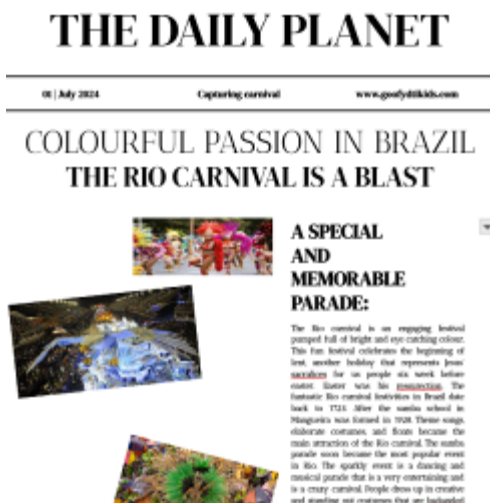 THE DAILY PLANET
01 | July 2024
Capturing carnival
www.goofydtikids.com
COLOURFUL PASSION IN BRAZIL
THE RIO CARNIVAL IS A BLAST
A SPECIAL
AND
MEMORABLE
PARADE:
The Rio carnival is an engaging festival
pumped full of bright and eye catching colour.
This fun festival celebrates the beginning of
lent, another holiday that represents Jesus'
sacrifices for us people six week before
easter. Easter was his resurrection. The
fantastic Rio carnival festivities in Brazil date
back to 1723. After the samba school in
Mangueira was formed in 1928. Theme songs,
elaborate costumes, and floats became the
main attraction of the Rio carnival. The samba
parade soon became the most popular event
in Rio. The sparkly event is a dancing and
musical parade that is a very entertaining and
is a crazy carnival. People dress up in creative
and standing out costumes that are